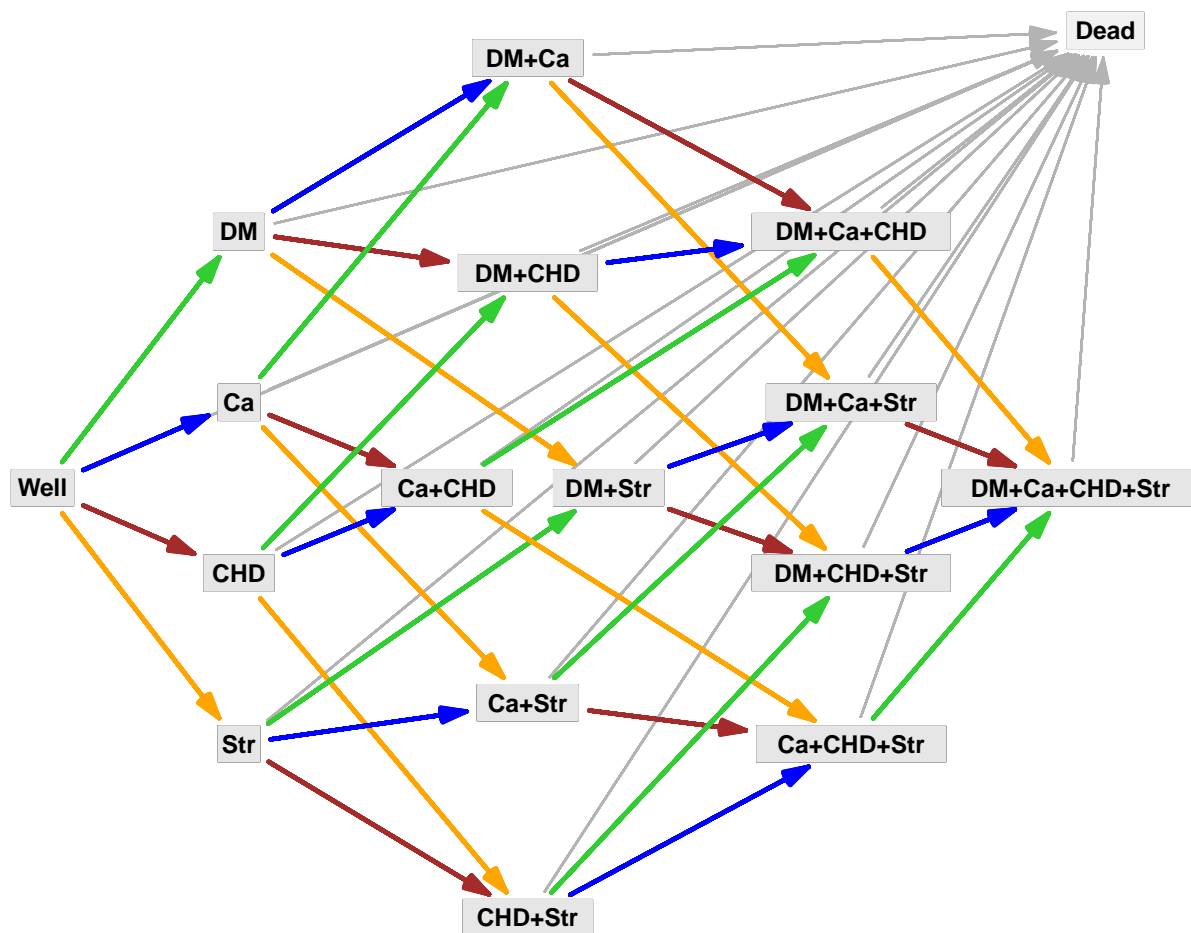 Dead
DM+Ca
DM
DM+Ca+CHD
DM+CHD
Ca
DM+Ca+Str
Well
Ca+CHD
DM+Str
DM+Ca+CHD+Str
CHD
DM+CHD+Str
Ca+Str
Str
Ca+CHD+Str
CHD+Str